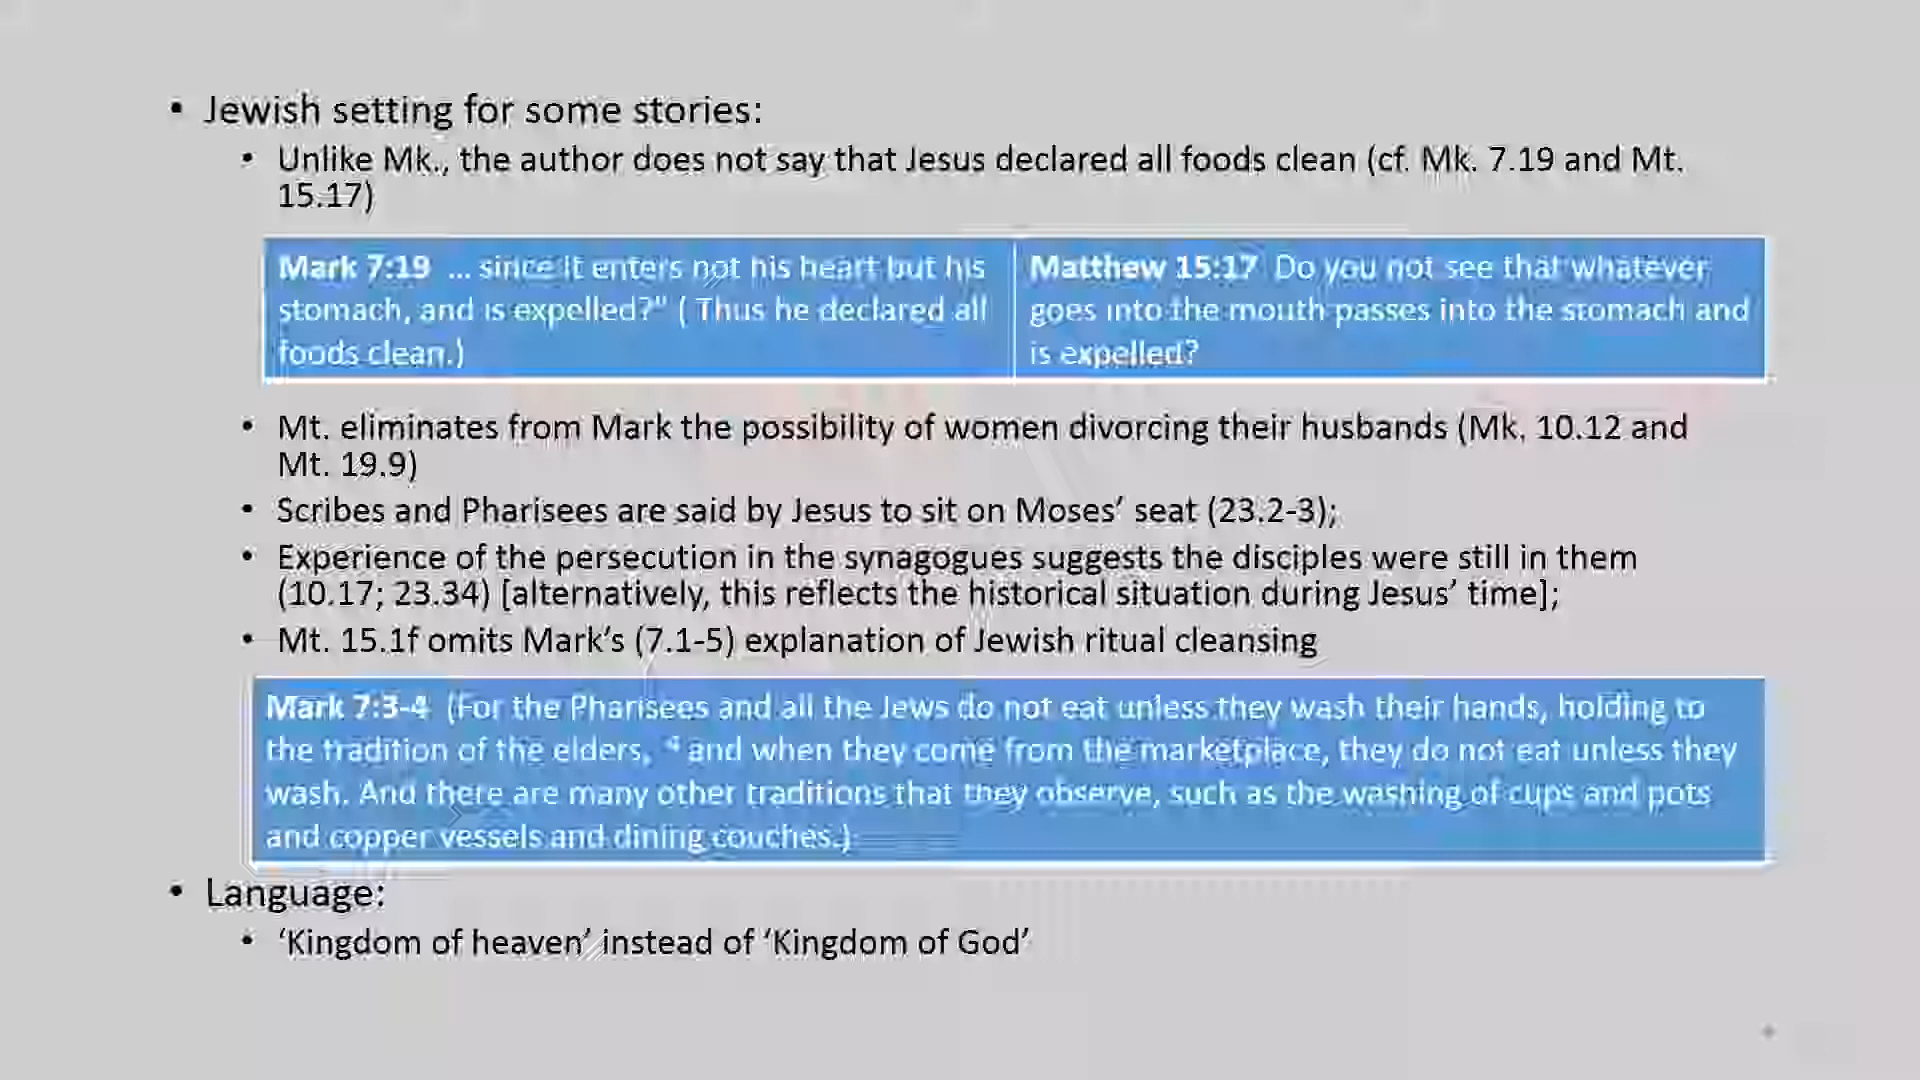 • Jewish setting for some stories:
• Unlike Mk., the author does not say that Jesus declared all foods clean (cf. Mk. 7.19 and Mt.
15.17)
Mark 7:19 ... since it enters not his heart but his
stomach, and is expelled?" ( Thus he declared all
foods clean.)
Matthew 15:17 Do you not see that whatever
goes into the mouth passes into the stomach and
is expelled?
• Mt. eliminates from Mark the possibility of women divorcing their husbands (Mk. 10.12 and
Mt. 19.9)
• Scribes and Pharisees are said by Jesus to sit on Moses’ seat (23.2-3);
• Experience of the persecution in the synagogues suggests the disciples were still in them
(10.17; 23.34) [alternatively, this reflects the historical situation during Jesus’ time];
• Mt. 15.1f omits Mark’s (7.1-5) explanation of Jewish ritual cleansing
Mark 7:3-4 (For the Pharisees and all the Jews do not eat unless they wash their hands, holding to
the tradition of the elders, ⁴ and when they come from the marketplace, they do not eat unless they
wash. And there are many other traditions that they observe, such as the washing of cups and pots
and copper vessels and dining couches.)
• Language:
• ‘Kingdom of heaven’ instead of ‘Kingdom of God’